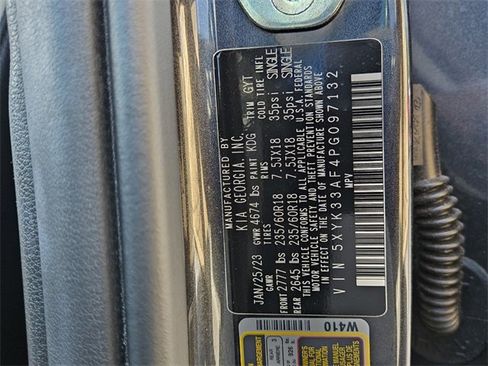 MANUFACTURED BY
KIA GEORGIA, INC.
JAN/25/23 GVWR 4674 lbs PAINT KDG TRIM GYT
GAWR TIRES RIMS COLD TIRE INFL
FRONT 2777 lbs 235/60R18 7.5JX18 35psi SINGLE
REAR 2645 lbs 235/60R18 7.5JX18 35psi SINGLE
THIS VEHICLE CONFORMS TO ALL APPLICABLE U.S.A. FEDERAL
MOTOR VEHICLE SAFETY AND THEFT PREVENTION STANDARDS
IN EFFECT ON THE DATE OF MANUFACTURE SHOWN ABOVE
VIN 5XYK33AF4PG097132
MPV
W410